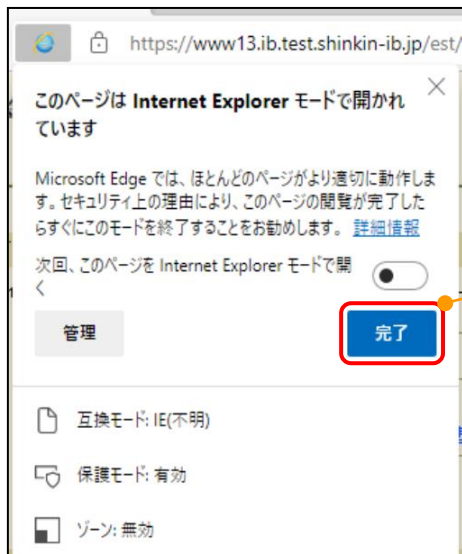 https://www13.ib.test.shinkin-ib.jp/est/
このページは Internet Explorer モードで開かれ
ています
Microsoft Edge では、ほとんどのページがより適切に動作しま
す。セキュリティ上の理由により、このページの閲覧が完了した
らすぐにこのモードを終了することをお勧めします。 詳細情報
次回、このページを Internet Explorer モードで開
く
管理
完了
互換モード: IE(不明)
保護モード: 有効
ゾーン: 無効